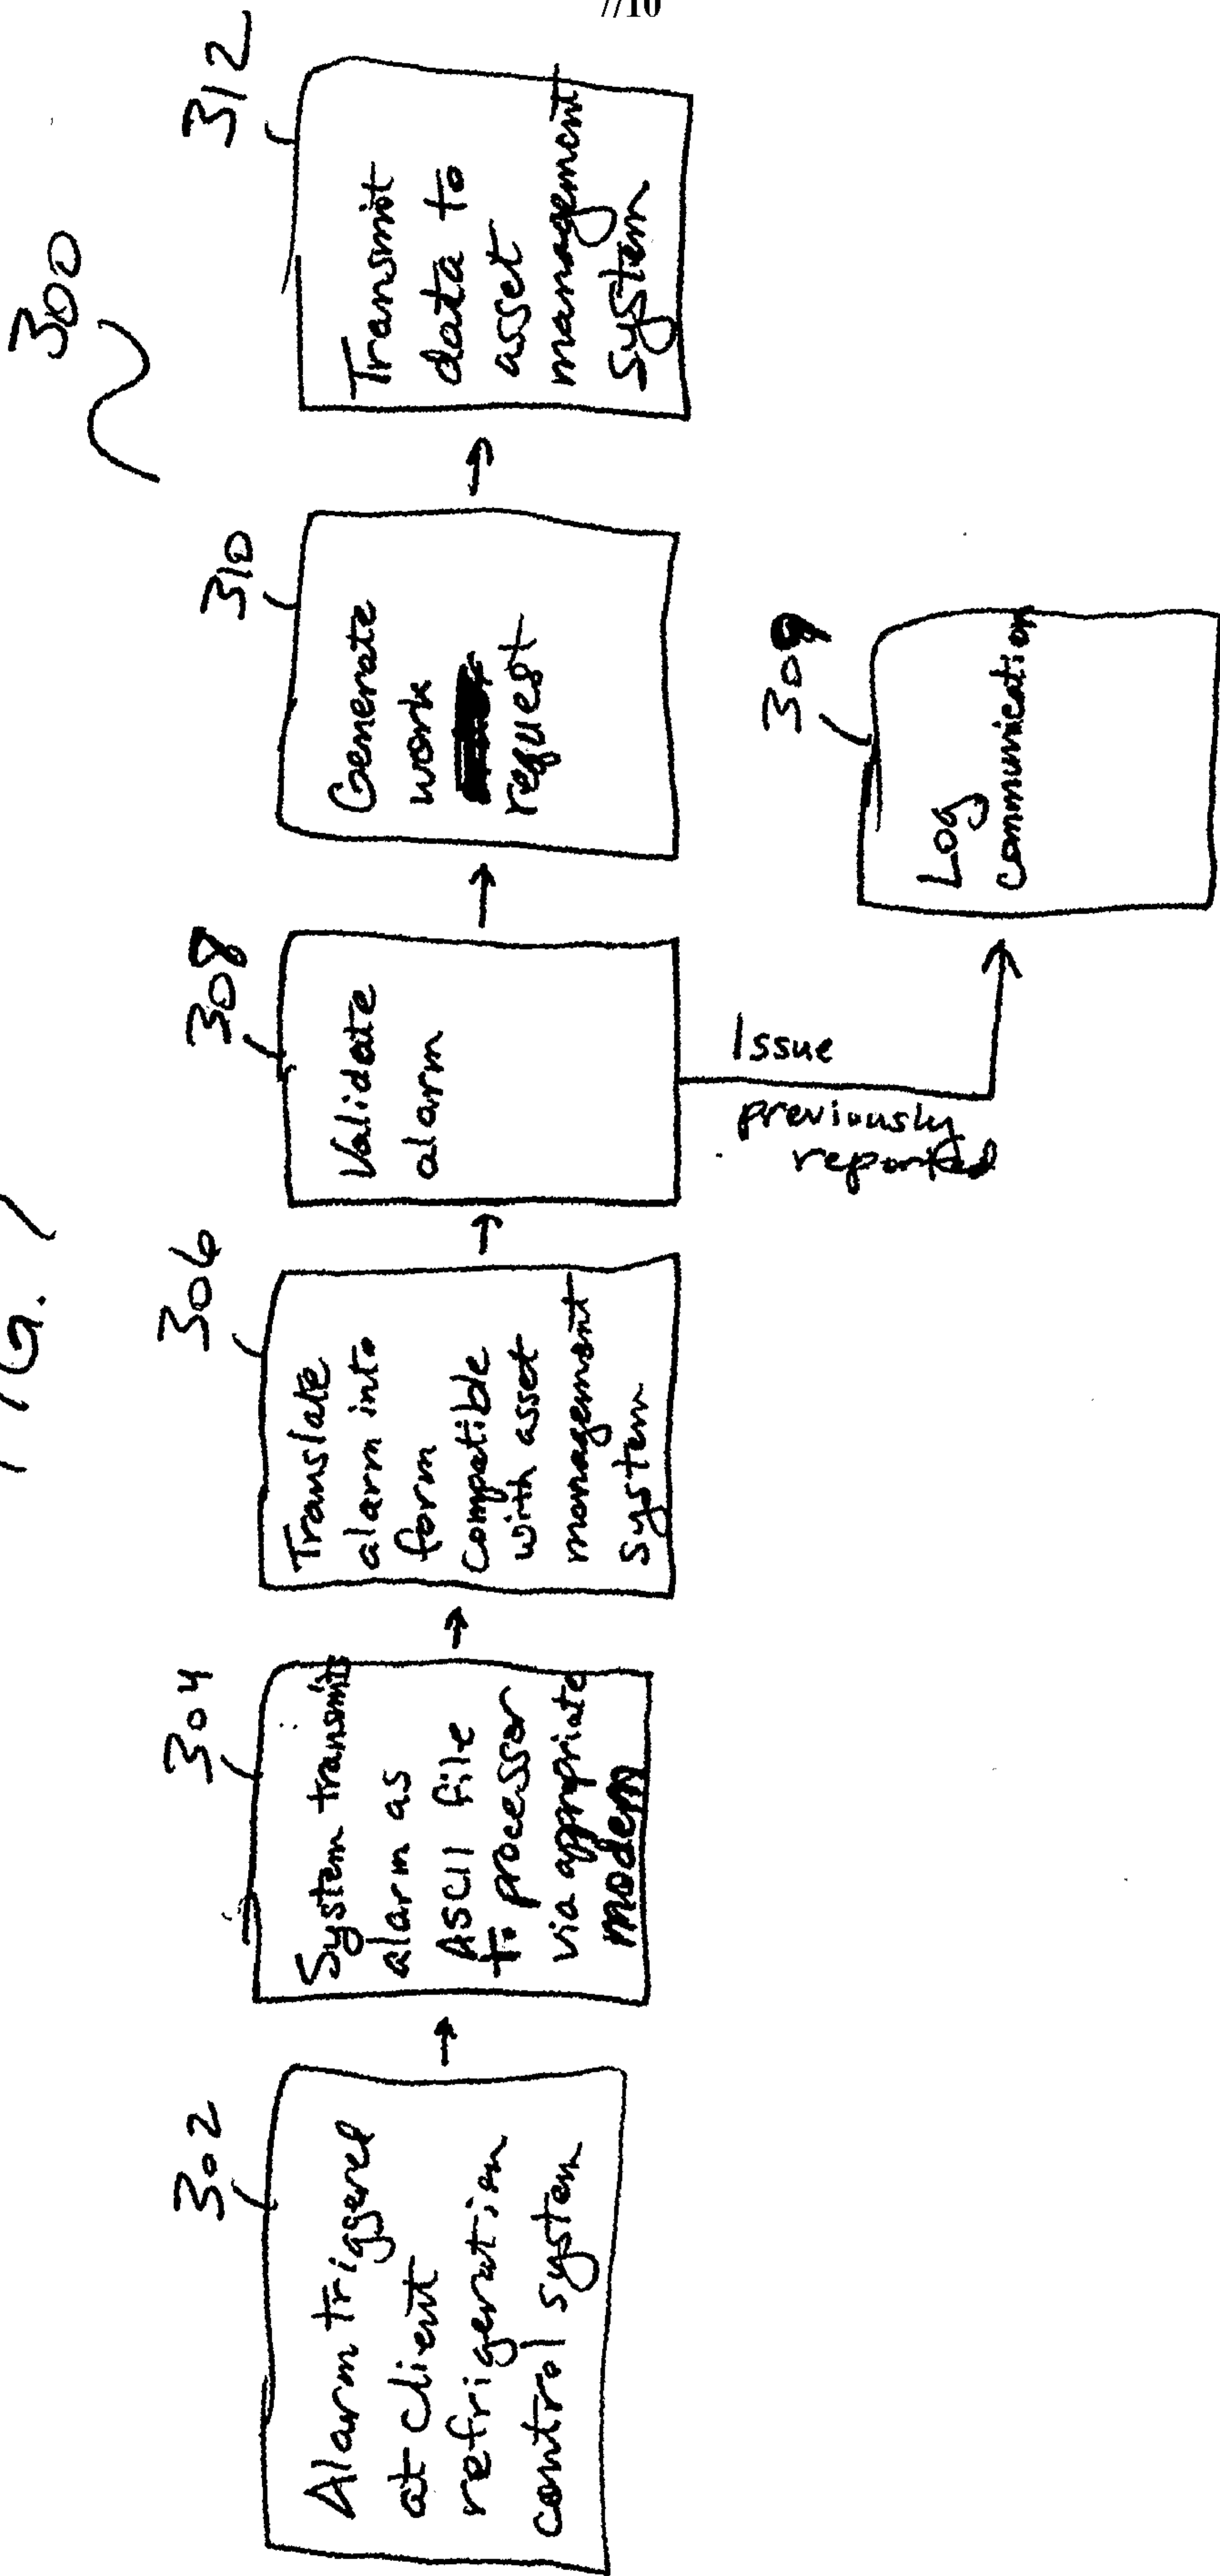 7/10
FIG. 7
300
302
Alarm triggered
at client
refrigeration
control system
304
System transmits
alarm as
ASCII file
to processor
via appropriate
modem
306
Translate
alarm into
form
compatible
with asset
management
system
308
Validate
alarm
Issue
previously
reported
309
Log
communication
310
Generate
work
request
312
Transmit
data to
asset
management
system